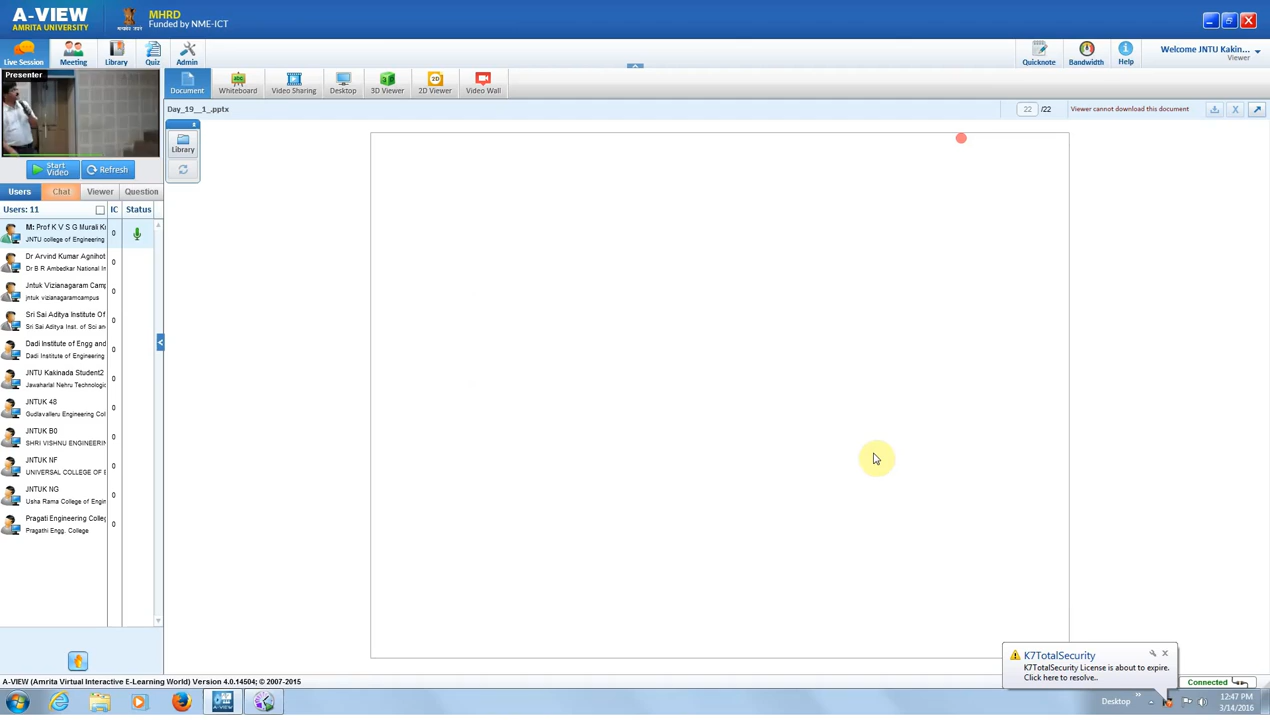 A-VIEW
AMRITA UNIVERSITY
MHRD
Funded by NME-ICT
Live Session
Meeting
Library
Quiz
Admin
Quicknote
Bandwidth
Help
Welcome JNTU Kakin...
Viewer
Presenter
Document
Whiteboard
Video Sharing
Desktop
3D Viewer
2D Viewer
Video Wall
Day_19__1_.pptx
22 /22
Viewer cannot download this document
Library
Start Video
Refresh
Users
Chat
Viewer
Question
Users: 11
IC
Status
M: Prof K V S G Murali Kr
JNTU college of Engineering
0
Dr Arvind Kumar Agnihot
Dr B R Ambedkar National In
0
Jntuk Vizianagaram Camp
jntuk vizianagaramcampus
0
Sri Sai Aditya Institute Of
Sri Sai Aditya Inst. of Sci an
0
Dadi Institute of Engg and
Dadi Institute of Engineering
0
JNTU Kakinada Student2
Jawaharlal Nehru Technologic
0
JNTUK 48
Gudlavalleru Engineering Col
0
JNTUK B0
SHRI VISHNU ENGINEERIN
0
JNTUK NF
UNIVERSAL COLLEGE OF E
0
JNTUK NG
Usha Rama College of Engin
0
Pragati Engineering Colleg
Pragathi Engg. College
0
K7TotalSecurity
K7TotalSecurity License is about to expire.
Click here to resolve..
A-VIEW (Amrita Virtual Interactive E-Learning World) Version 4.0.14504; © 2007-2015
Connected
Desktop
12:47 PM
3/14/2016